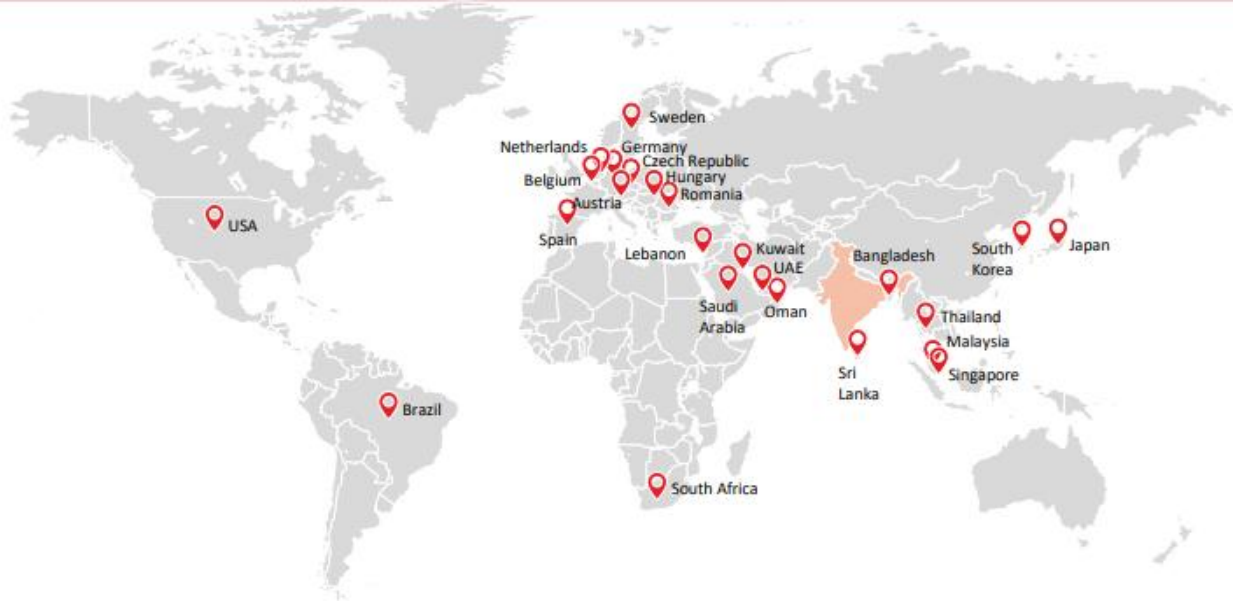 Sweden
Netherlands
Germany
Czech Republic
Belgium
Hungary
Austria
Romania
USA
Spain
Lebanon
Kuwait
UAE
Saudi
Arabia
Oman
Bangladesh
South
Korea
Japan
Thailand
Malaysia
Singapore
Sri
Lanka
Brazil
South Africa